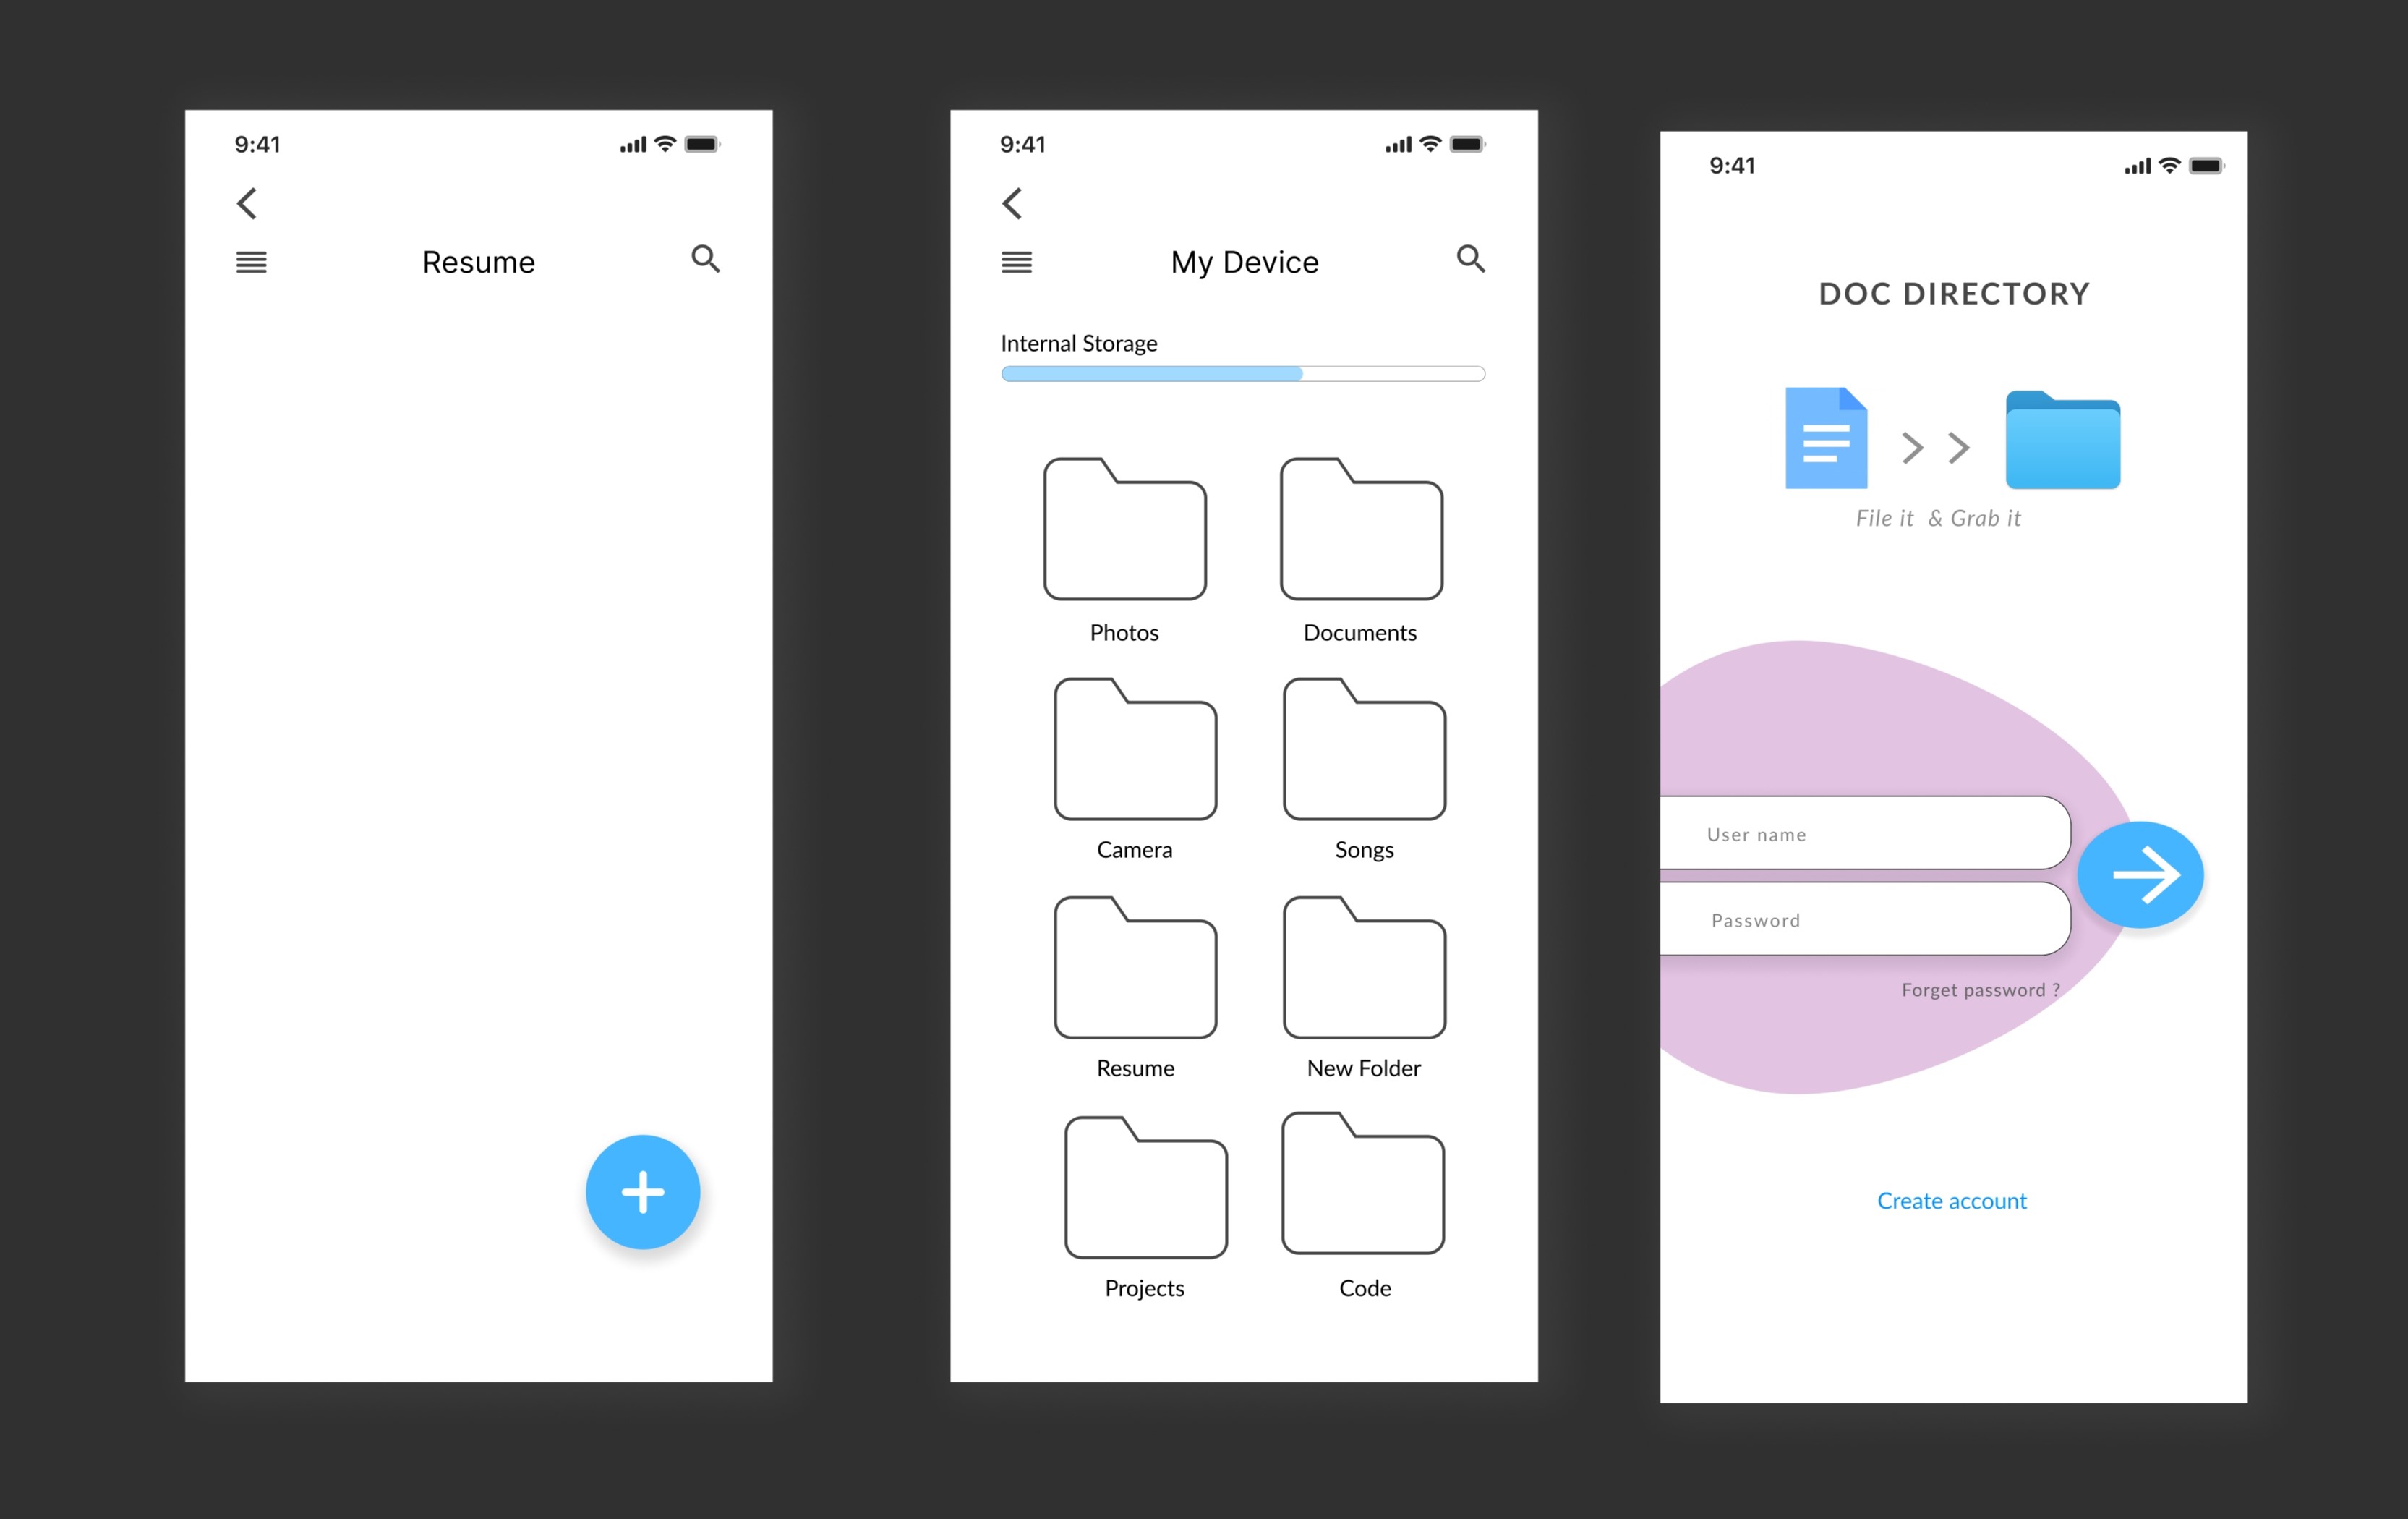 9:41
Resume
9:41
My Device
Internal Storage
Photos Documents
Camera Songs
Resume New Folder
Projects Code
9:41
DOC DIRECTORY
File it & Grab it
User name
Password
Forget password ?
Create account